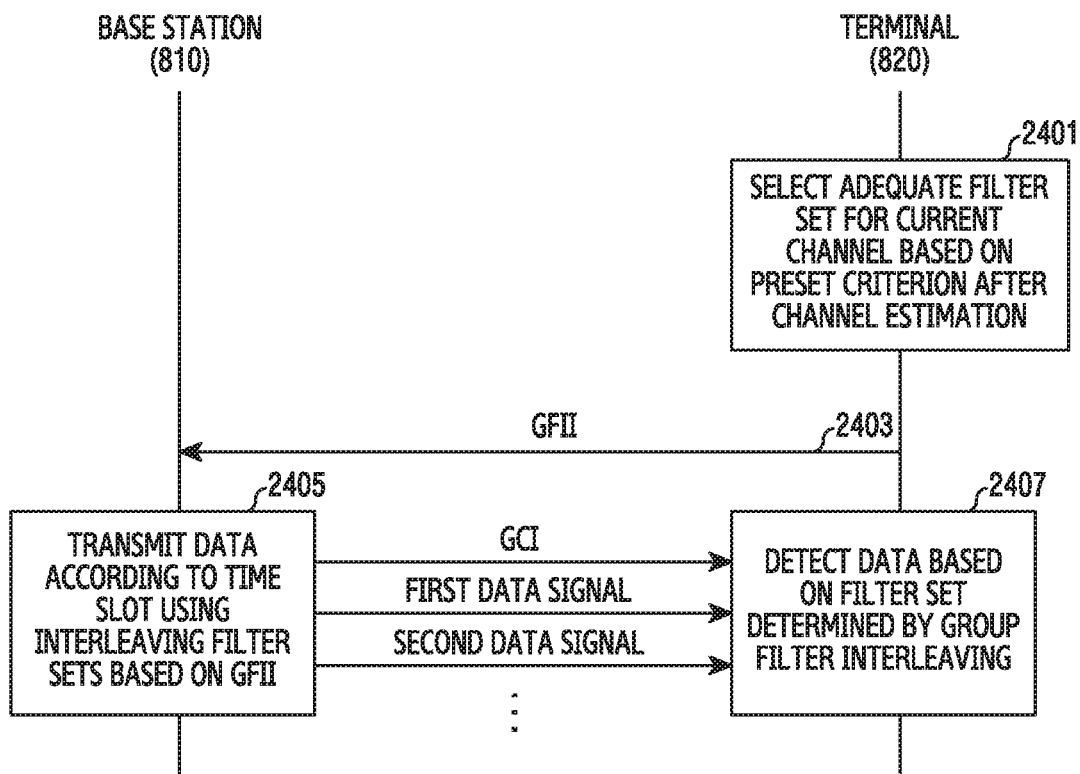 BASE STATION
(810)
TERMINAL
(820)
2401
SELECT ADEQUATE FILTER
SET FOR CURRENT
CHANNEL BASED ON
PRESET CRITERION AFTER
CHANNEL ESTIMATION
GFII
2403
2405
TRANSMIT DATA
ACCORDING TO TIME
SLOT USING
INTERLEAVING FILTER
SETS BASED ON GFII
GCI
FIRST DATA SIGNAL
SECOND DATA SIGNAL
2407
DETECT DATA BASED
ON FILTER SET
DETERMINED BY GROUP
FILTER INTERLEAVING